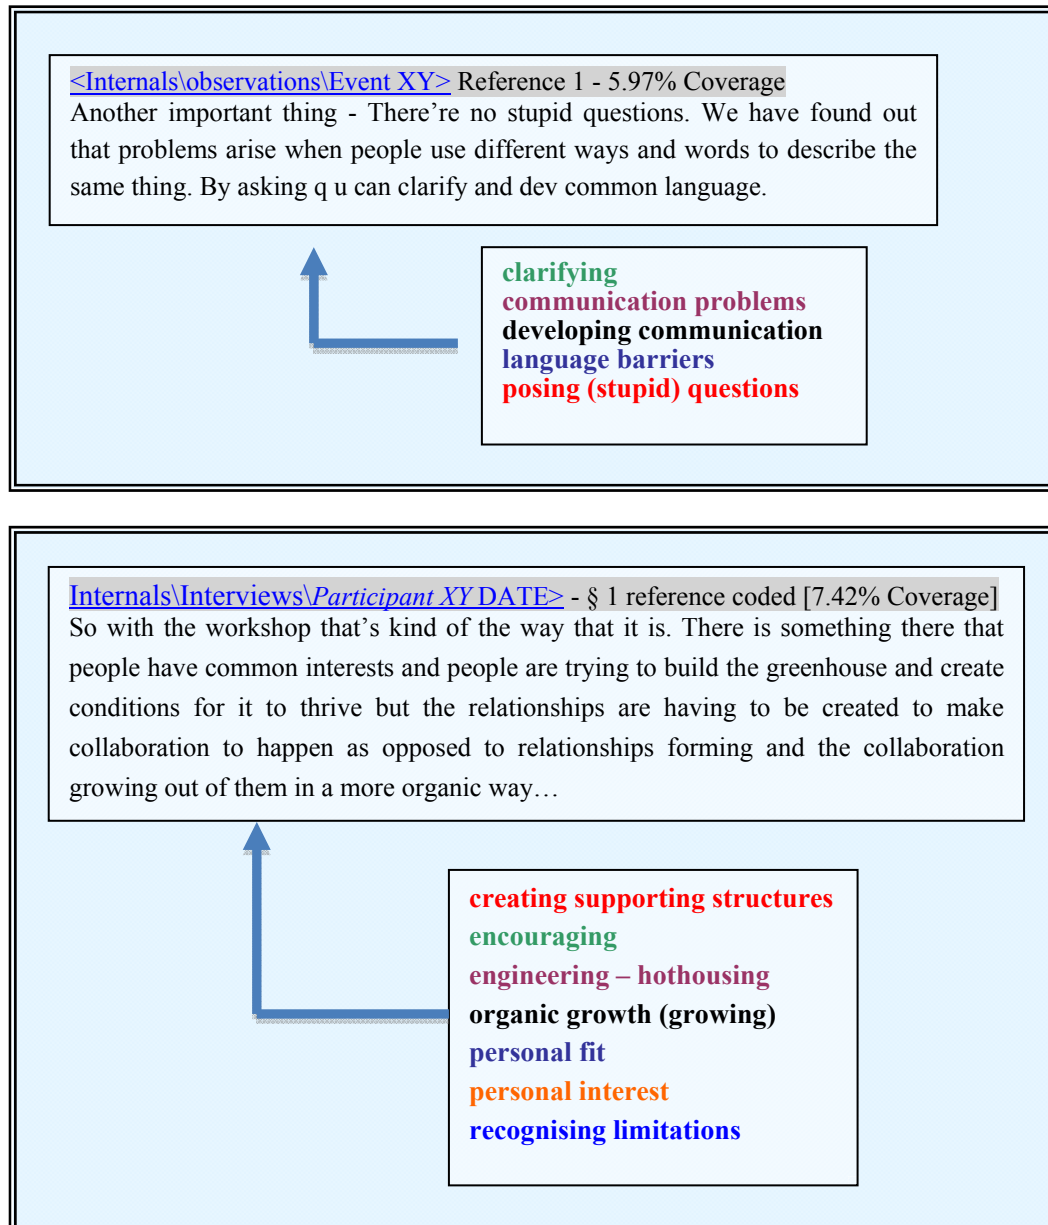 <Internals\observations\Event XY> Reference 1 - 5.97% Coverage
Another important thing - There're no stupid questions. We have found out
that problems arise when people use different ways and words to describe the
same thing. By asking q u can clarify and dev common language.
clarifying
communication problems
developing communication
language barriers
posing (stupid) questions
Internals\Interviews\Participant XY DATE> - § 1 reference coded [7.42% Coverage]
So with the workshop that's kind of the way that it is. There is something there that
people have common interests and people are trying to build the greenhouse and create
conditions for it to thrive but the relationships are having to be created to make
collaboration to happen as opposed to relationships forming and the collaboration
growing out of them in a more organic way…
creating supporting structures
encouraging
engineering – hothousing
organic growth (growing)
personal fit
personal interest
recognising limitations